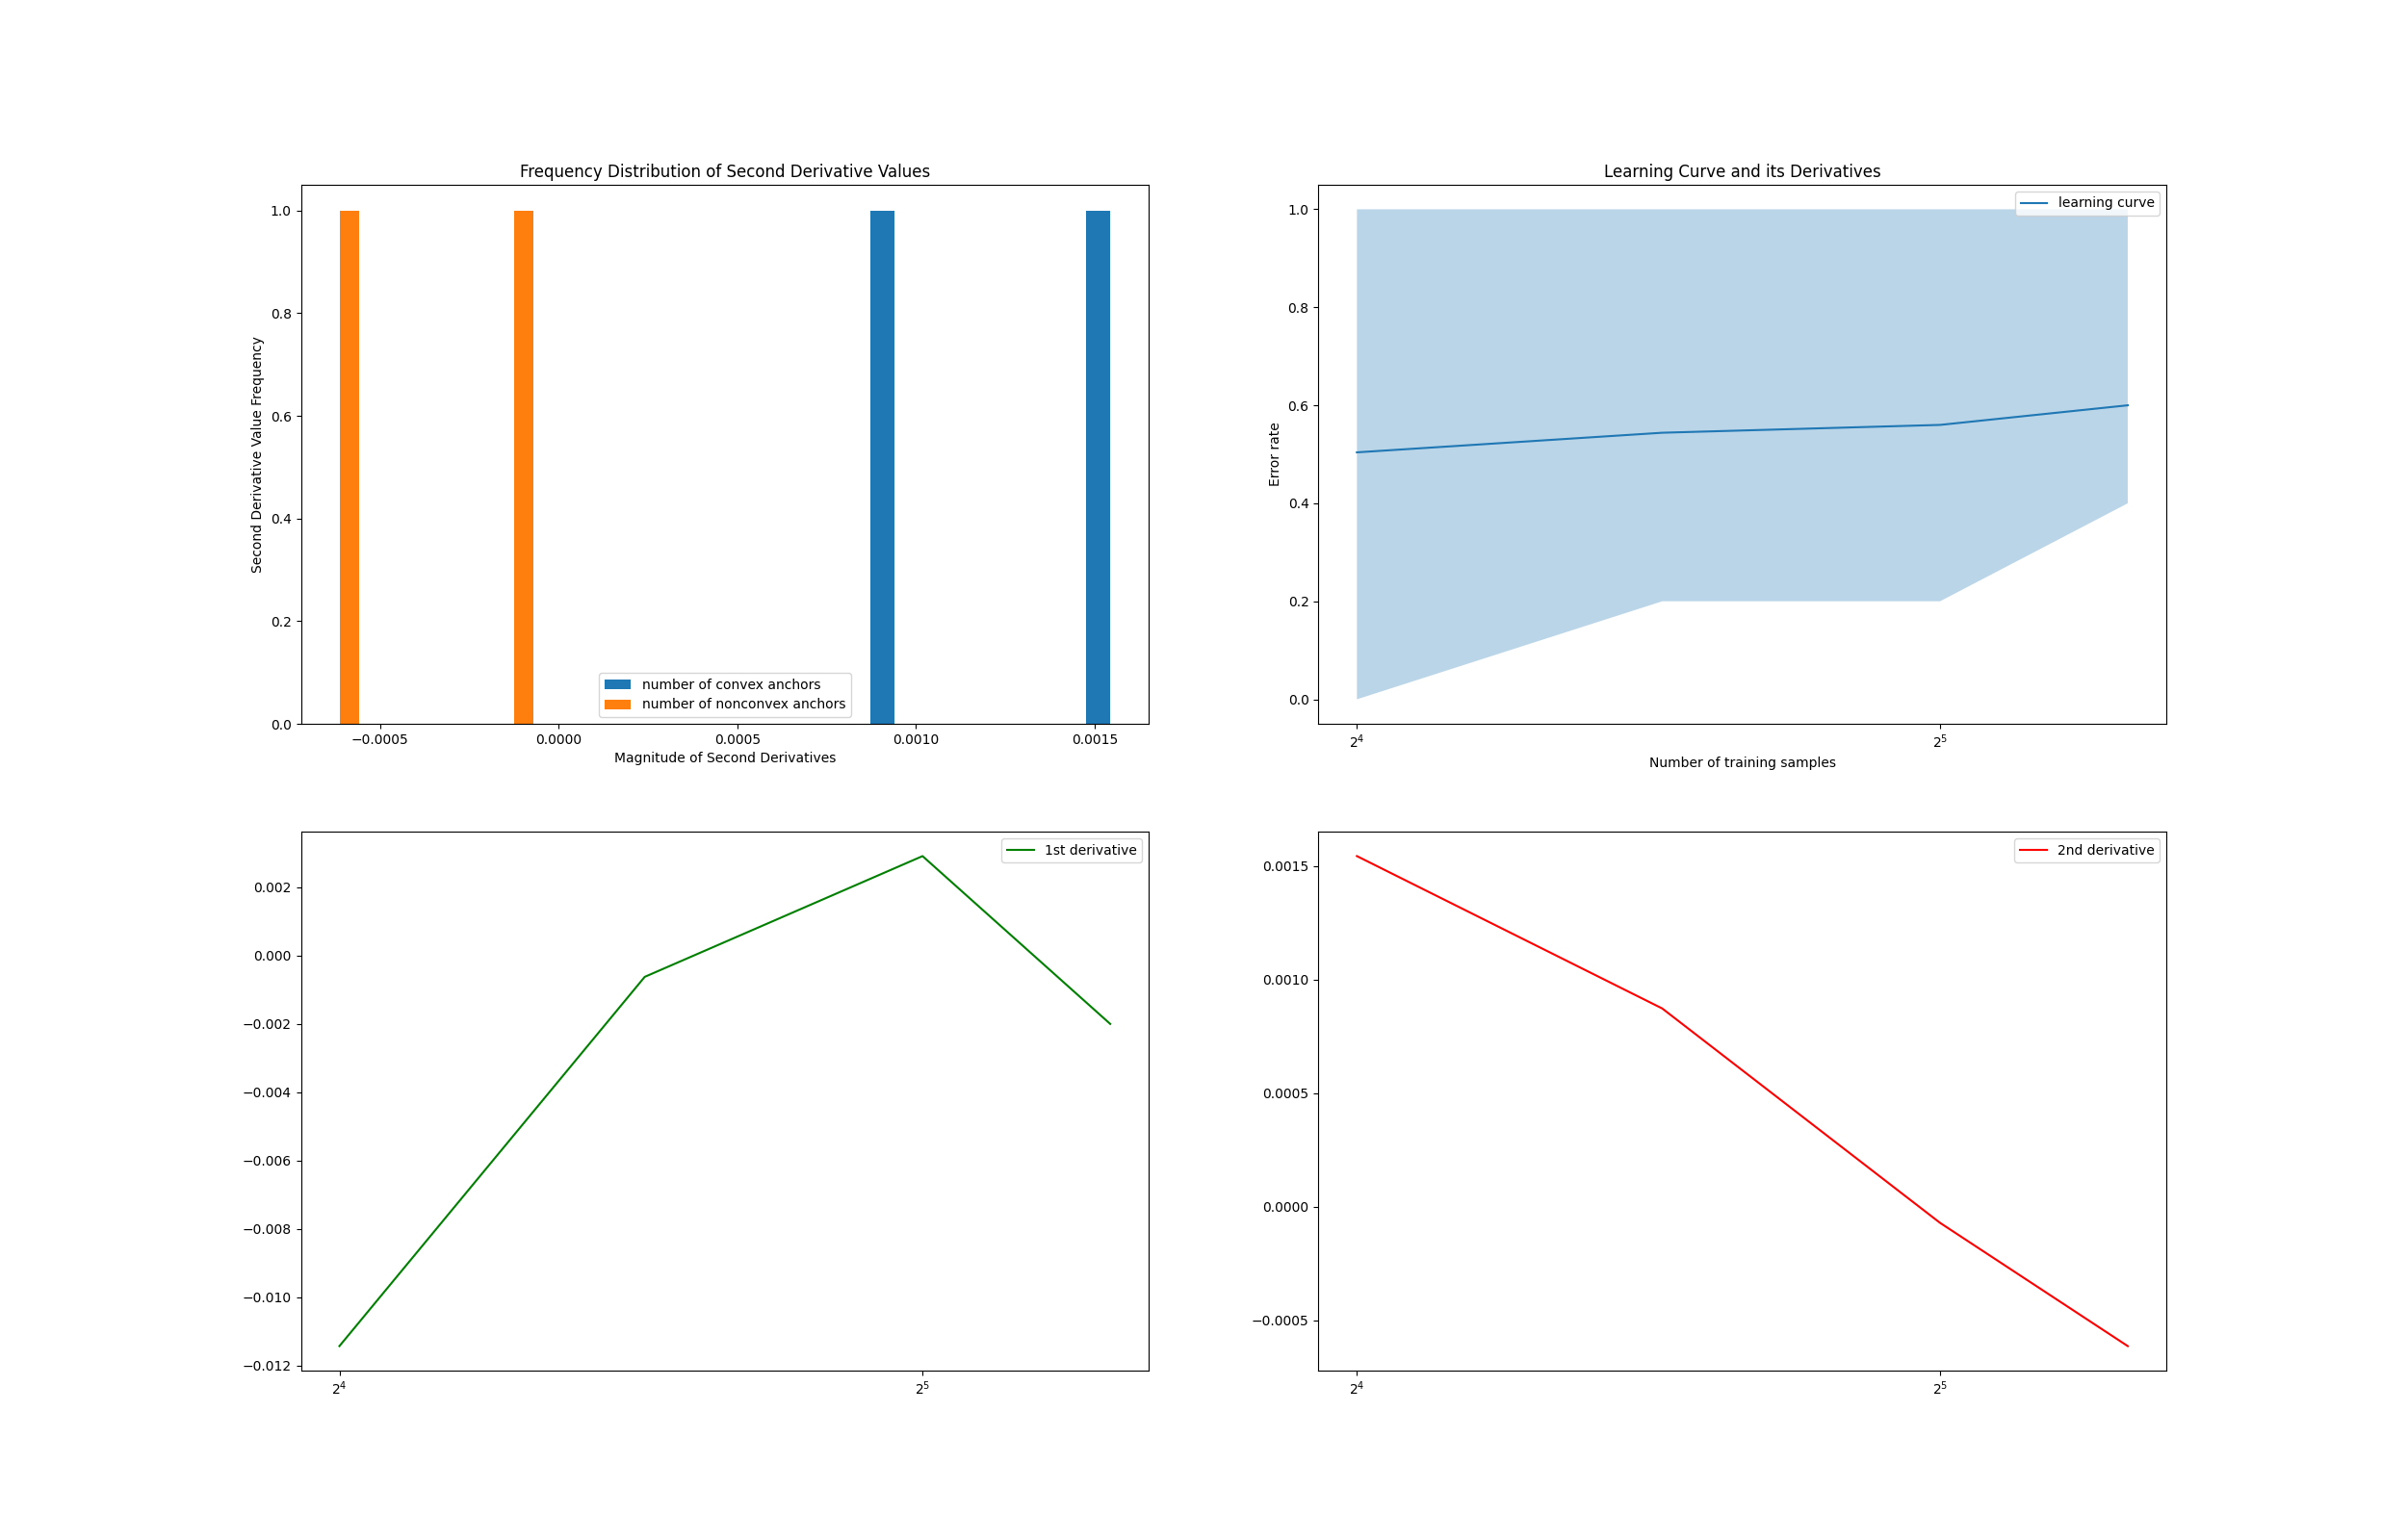 Frequency Distribution of Second Derivative Values
Second Derivative Value Frequency
1.0
0.8
0.6
0.4
0.2
0.0
number of convex anchors
number of nonconvex anchors
−0.0005 0.0000 0.0005 0.0010 0.0015
Magnitude of Second Derivatives
Learning Curve and its Derivatives
learning curve
Error rate
1.0
0.8
0.6
0.4
0.2
0.0
2⁴ 2⁵
Number of training samples
1st derivative
0.002
0.000
−0.002
−0.004
−0.006
−0.008
−0.010
−0.012
2⁴ 2⁵
2nd derivative
0.0015
0.0010
0.0005
0.0000
−0.0005
2⁴ 2⁵